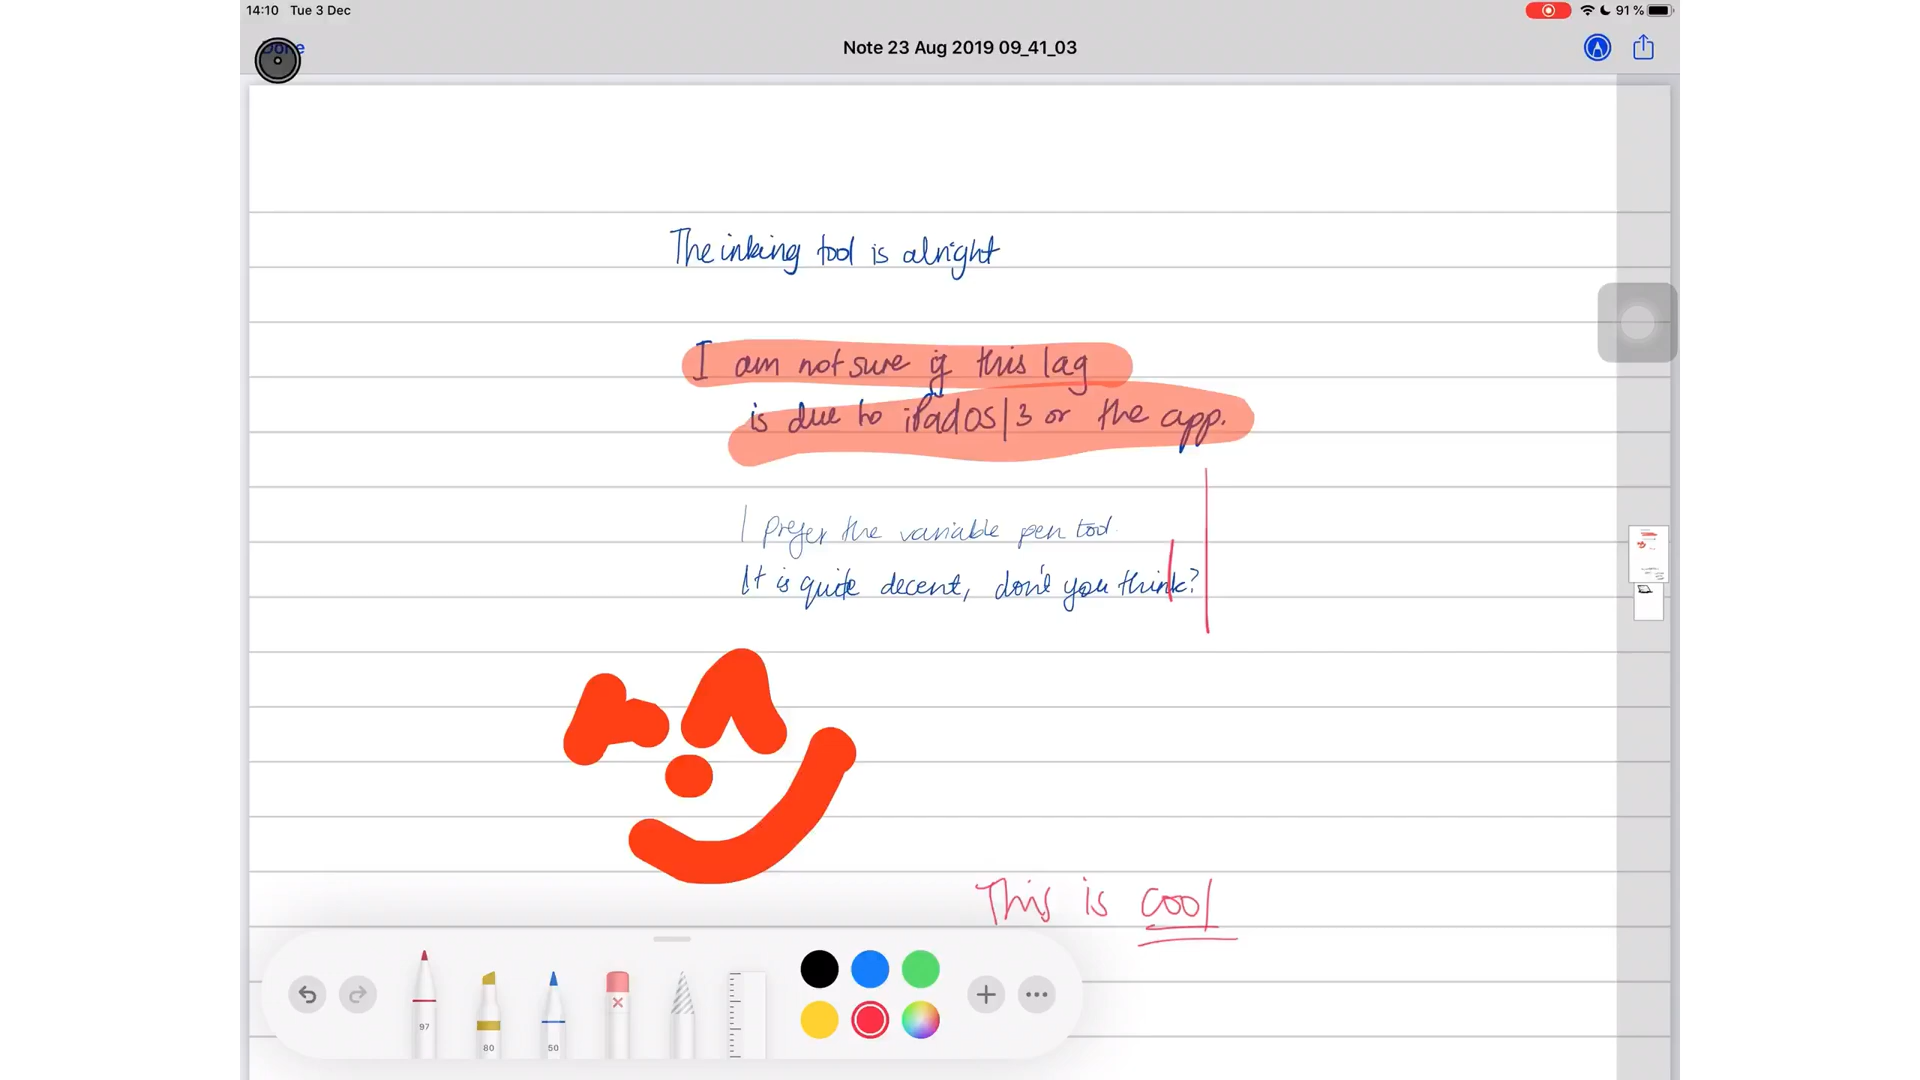 14:10 Tue 3 Dec 91 %
Done
Note 23 Aug 2019 09_41_03
The inking tool is alright
I am not sure if this lag
is due to iPadOS13 or the app.
I prefer the variable pen tool.
It is quite decent, don't you think?
This is cool
97
80
50